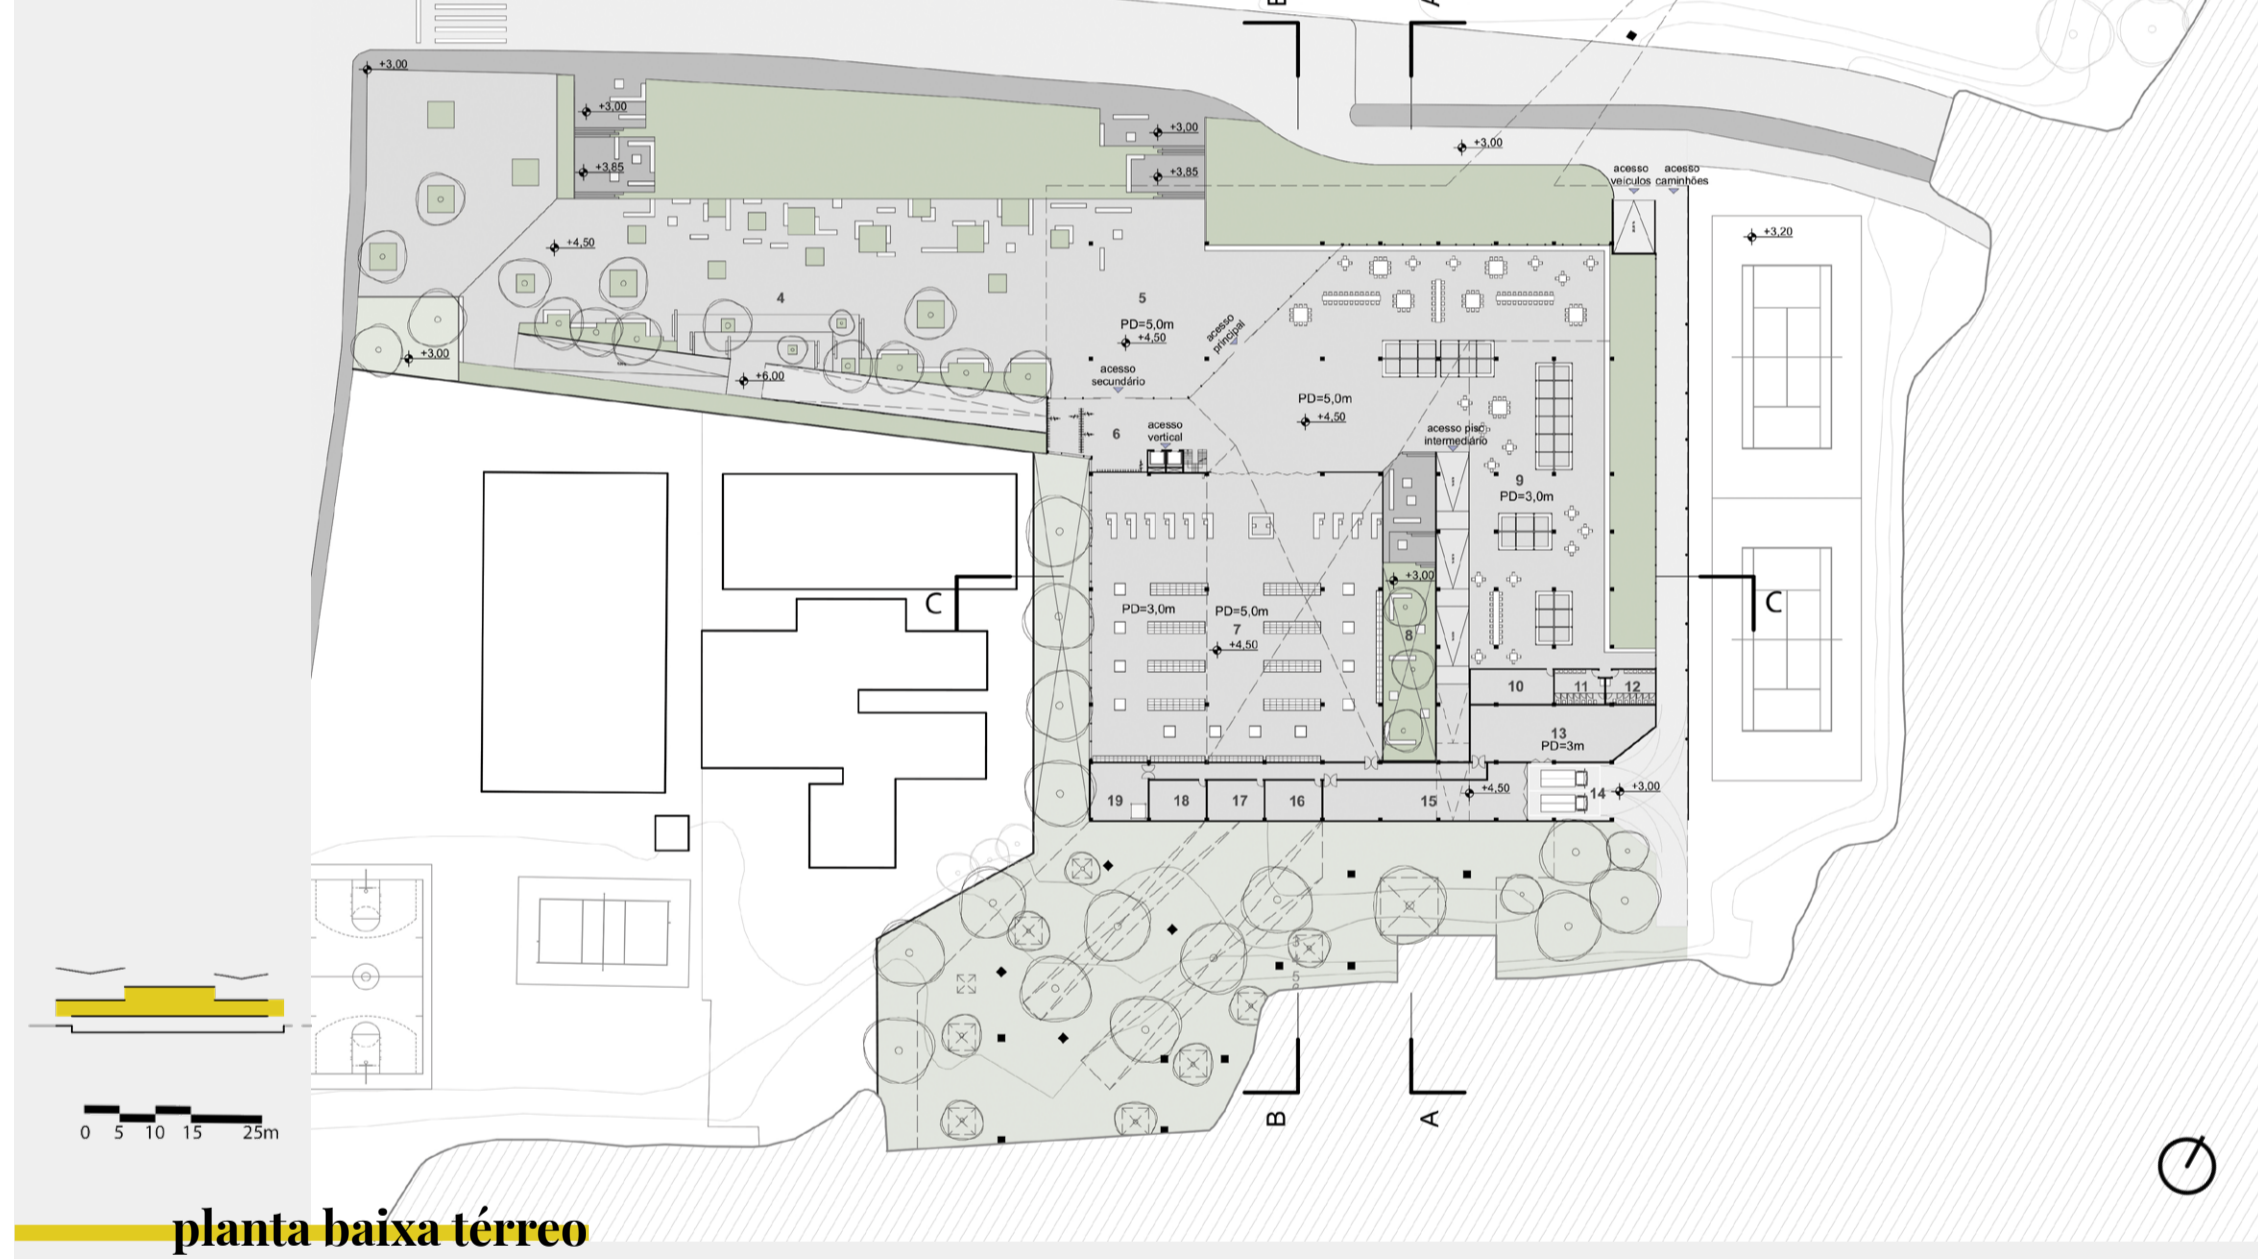 B
A
+3,00
+3,00
+3,00
+3,00
+3,85
+3,85
acesso
veículos
acesso
caminhões
+3,20
+4,50
4
5
PD=5,0m
+4,50
acesso
principal
+3,00
+6,00
acesso
secundário
PD=5,0m
+4,50
6
acesso
vertical
acesso piso
intermediário
9
PD=3,0m
C
+3,00
C
PD=3,0m
PD=5,0m
7
+4,50
8
10
11
12
13
PD=3m
19
18
17
16
15
+4,50
14
+3,00
B
A
0 5 10 15 25m
planta baixa térreo